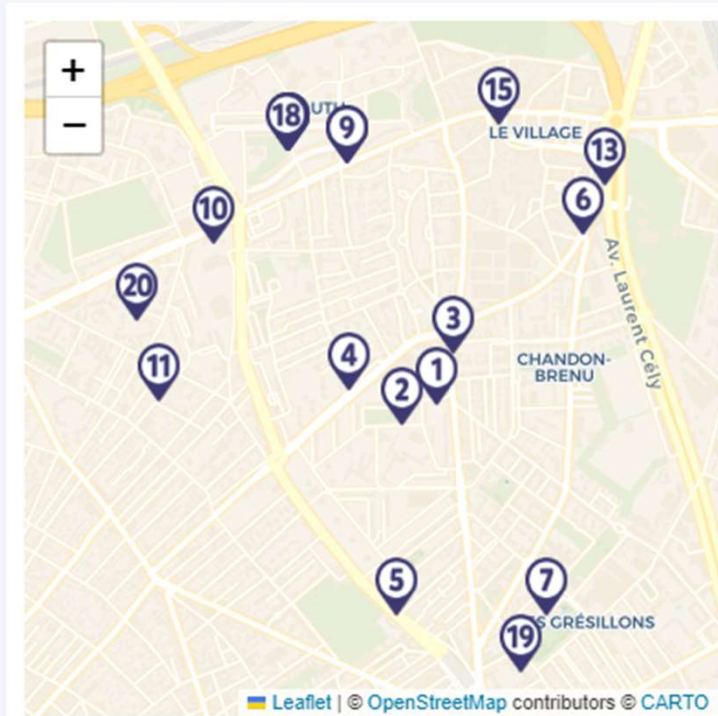 +
−
18
UTH
9
15
LE VILLAGE
13
6
10
20
11
3
4
1
2
CHANDON-
BRENU
Av. Laurent Cély
5
7
S GRÉSILLONS
19
Leaflet | © OpenStreetMap contributors © CARTO